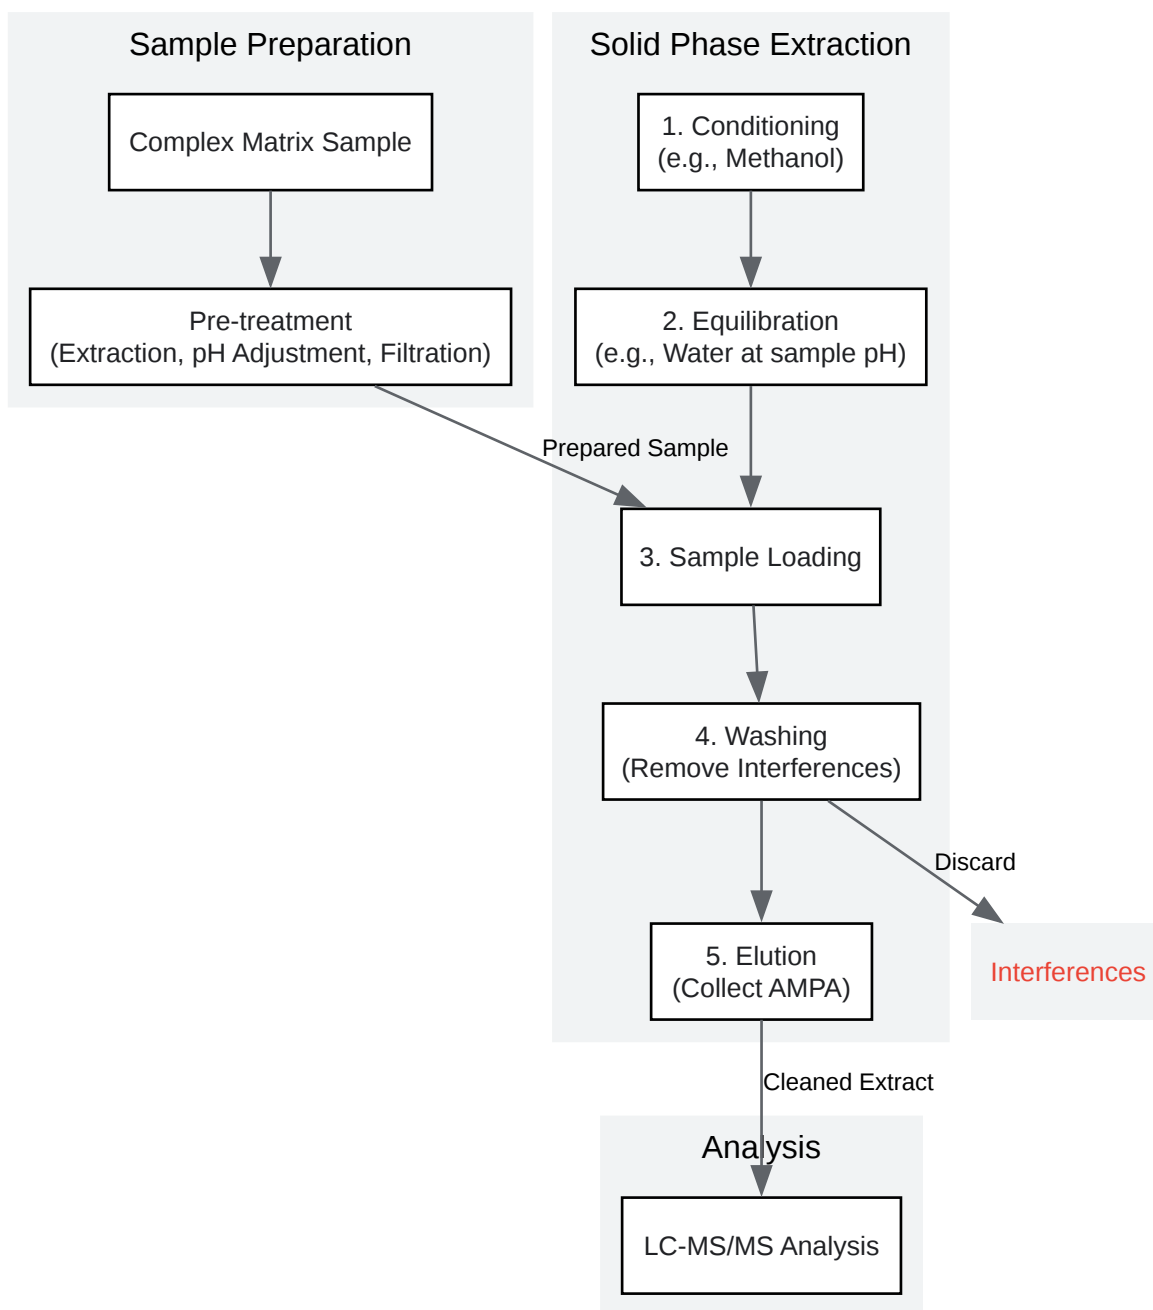 Sample Preparation
Complex Matrix Sample
Pre-treatment
(Extraction, pH Adjustment, Filtration)
Solid Phase Extraction
1. Conditioning
(e.g., Methanol)
2. Equilibration
(e.g., Water at sample pH)
Prepared Sample
3. Sample Loading
4. Washing
(Remove Interferences)
Discard
Interferences
5. Elution
(Collect AMPA)
Cleaned Extract
Analysis
LC-MS/MS Analysis